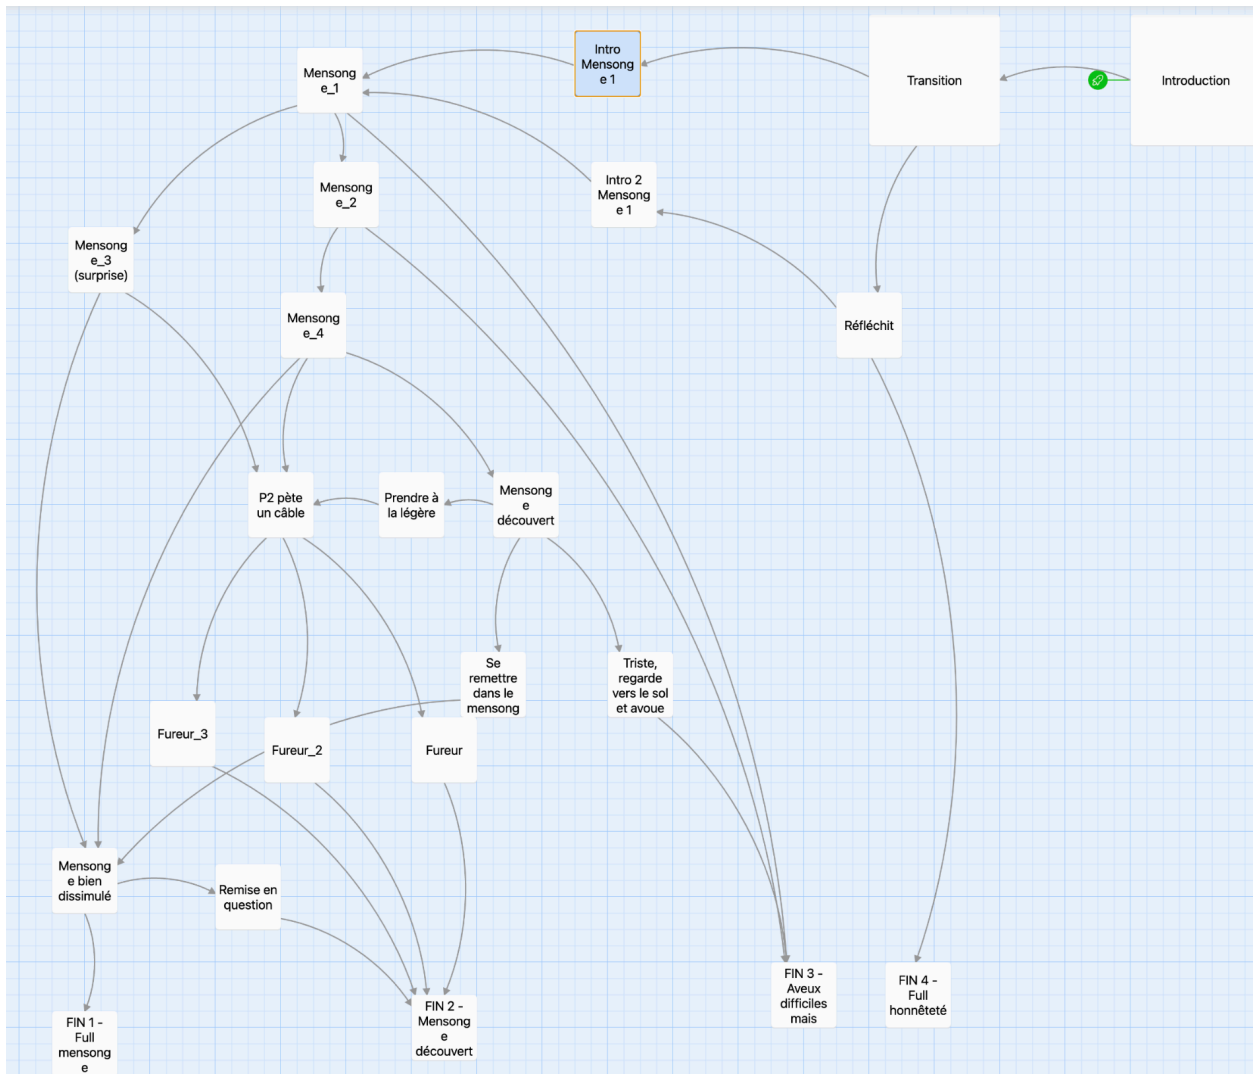 Intro
Mensong
e 1
Mensong
e_1
Transition
Introduction
Mensong
e_2
Intro 2
Mensong
e 1
Mensong
e_3
(surprise)
Mensong
e_4
Réfléchit
P2 pète
un câble
Prendre à
la légère
Mensong
e
découvert
Se
remettre
dans le
mensong
Triste,
regarde
vers le sol
et avoue
Fureur_3
Fureur_2
Fureur
Mensong
e bien
dissimulé
Remise en
question
FIN 3 -
Aveux
difficiles
mais
FIN 4 -
Full
honnêteté
FIN 2 -
Mensong
e
découvert
FIN 1 -
Full
mensong
e